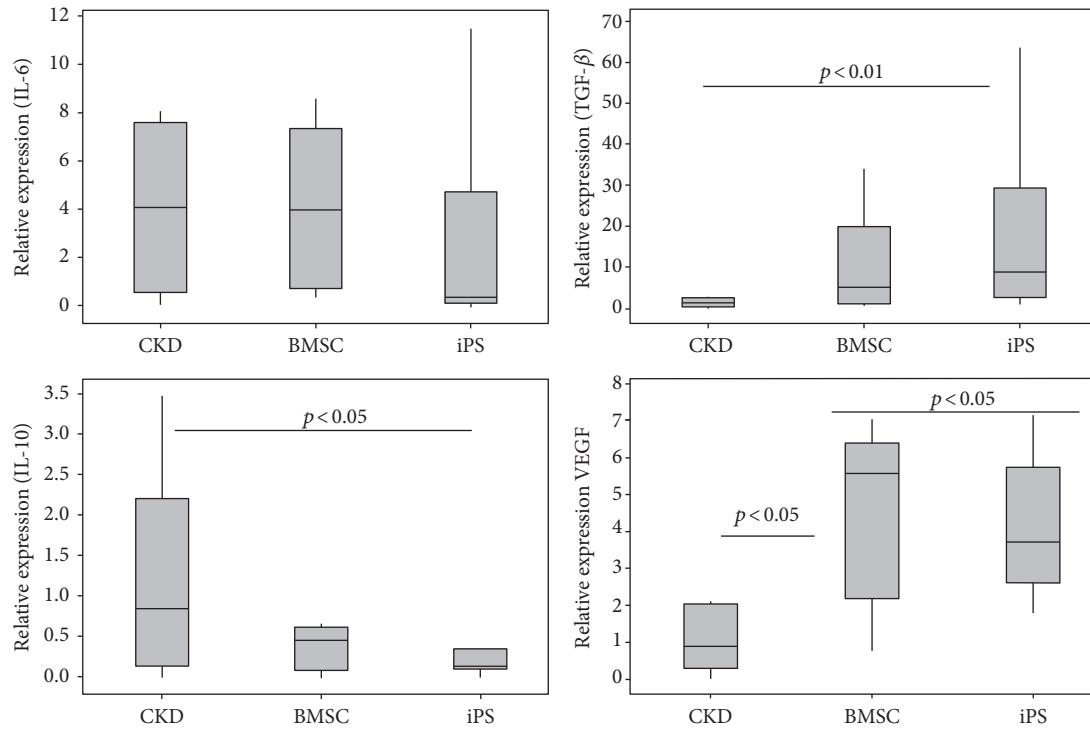 Relative expression (IL-6)
12
10
8
6
4
2
0
CKD
BMSC
iPS
Relative expression (TGF-β)
70
60
50
40
30
20
10
0
p < 0.01
CKD
BMSC
iPS
Relative expression (IL-10)
3.5
3.0
2.5
2.0
1.5
1.0
0.5
0.0
p < 0.05
CKD
BMSC
iPS
Relative expression VEGF
8
7
6
5
4
3
2
1
0
p < 0.05
p < 0.05
CKD
BMSC
iPS